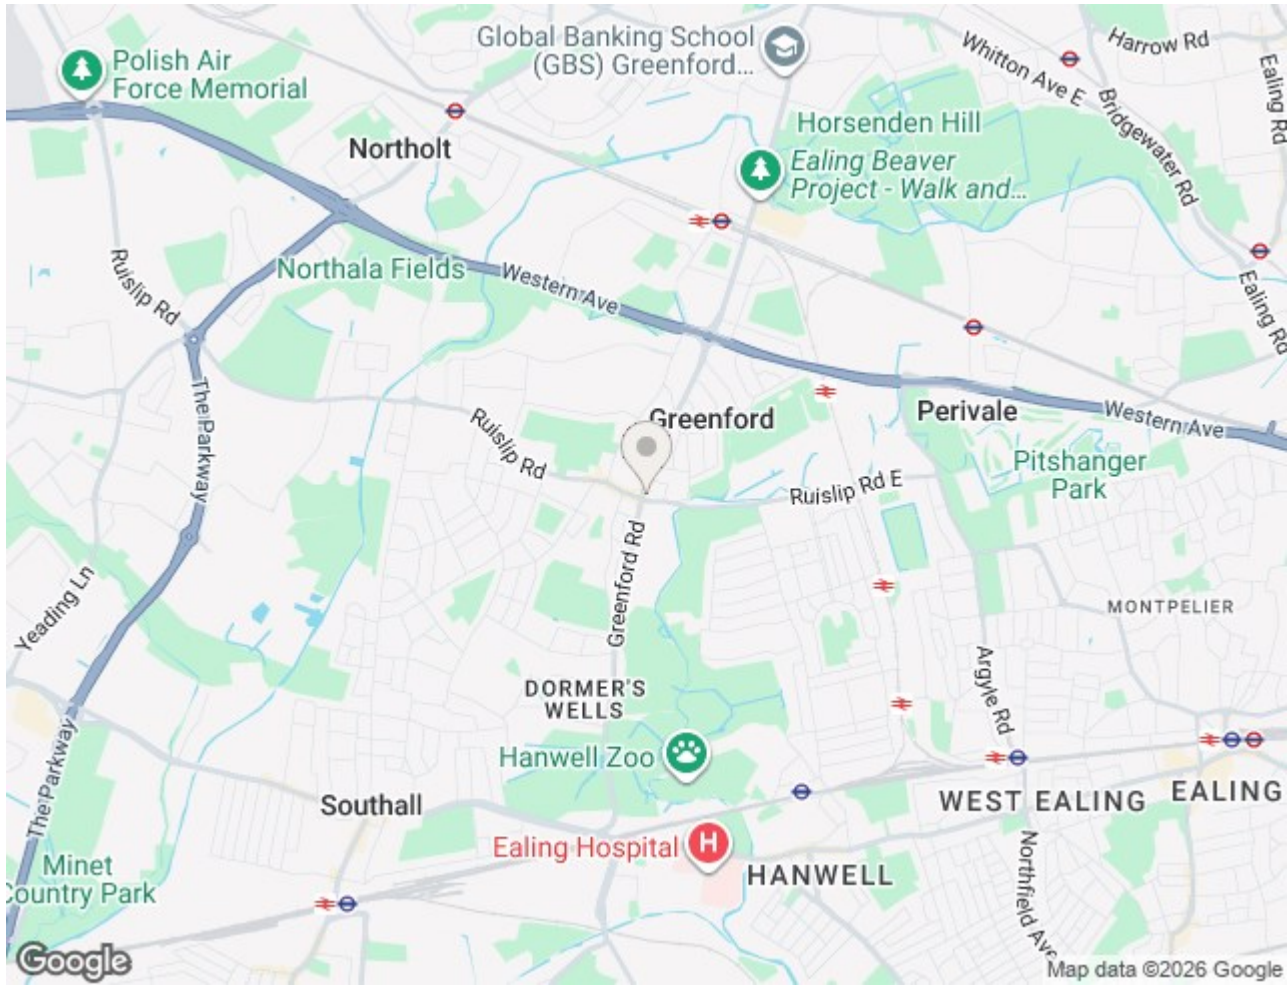 Global Banking School
(GBS) Greenford...
Harrow Rd
Whitton Ave E
Ealing Rd
Polish Air
Force Memorial
Bridgewater Rd
Horsenden Hill
Northolt
Ealing Beaver
Project - Walk and...
Ruislip Rd
Northala Fields
Western Ave
Ealing Rd
The Parkway
Ruislip Rd
Greenford
Perivale
Western Ave
Pitshanger
Park
Ruislip Rd E
Greenford Rd
Yeading Ln
MONTPELIER
Argyle Rd
DORMER'S
WELLS
Hanwell Zoo
The Parkway
Southall
WEST EALING
EALING
Ealing Hospital
H
HANWELL
Northfield Ave
Minet
Country Park
Google
Map data ©2026 Google